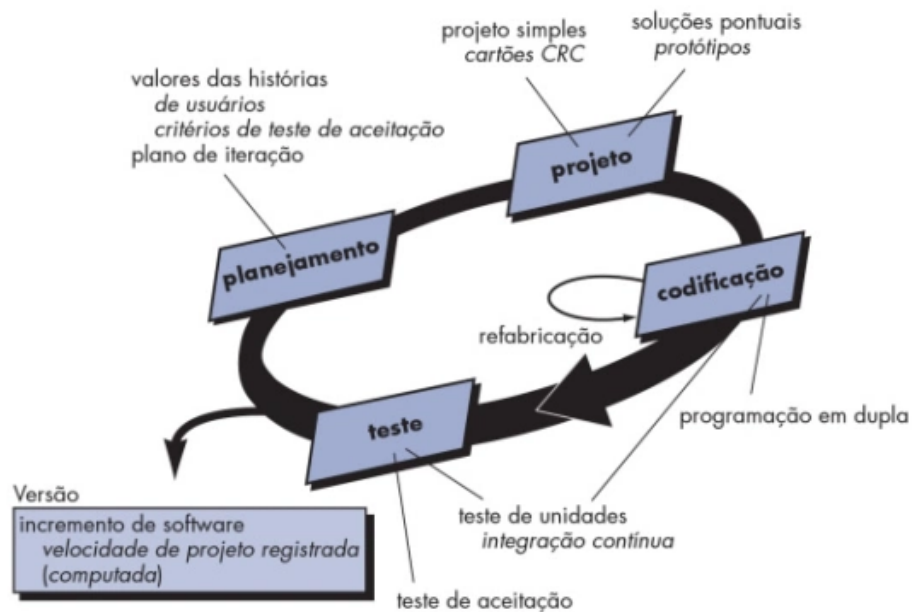 projeto simples
cartões CRC
soluções pontuais
protótipos
valores das histórias
de usuários
critérios de teste de aceitação
plano de iteração
projeto
planejamento
codificação
refabricação
programação em dupla
teste
Versão
incremento de software
velocidade de projeto registrada
(computada)
teste de unidades
integração contínua
teste de aceitação